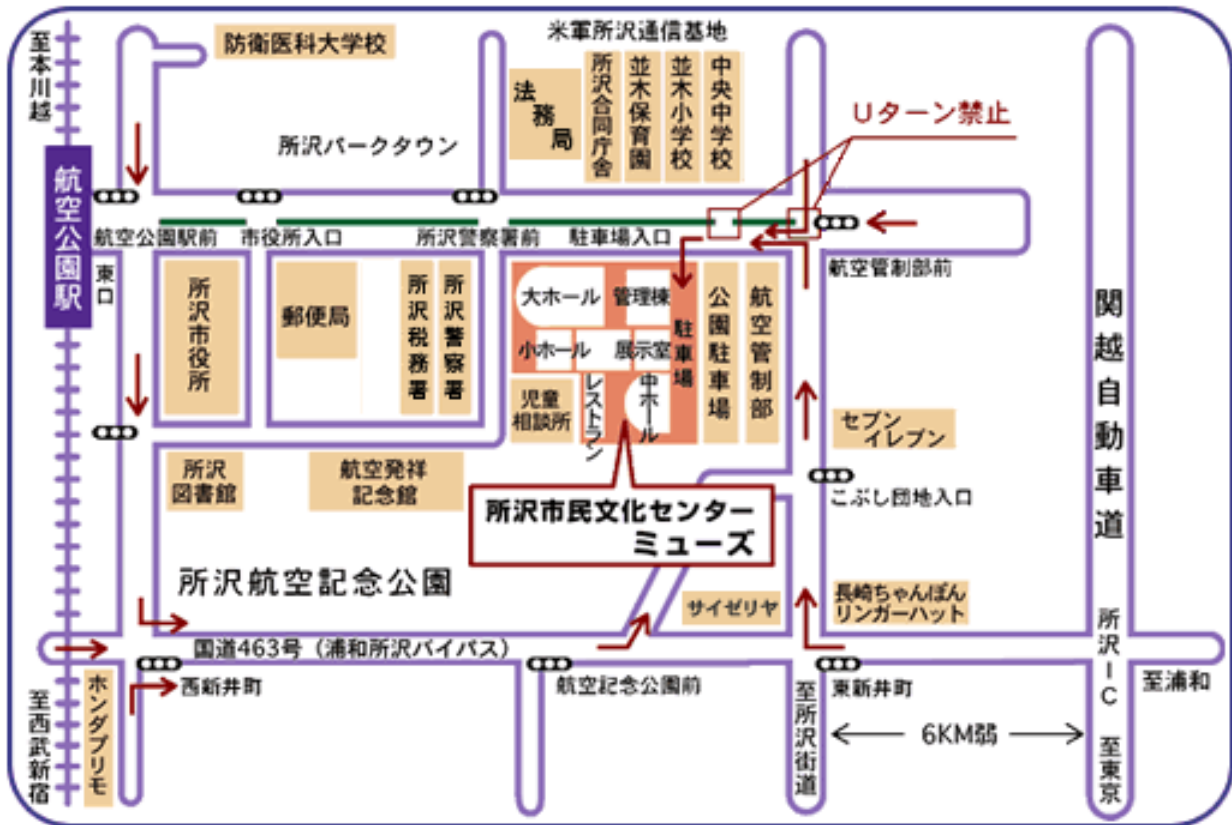 至本川越
防衛医科大学校
米軍所沢通信基地
法務局
所沢合同庁舎
並木保育園
並木小学校
中央中学校
Uターン禁止
所沢パークタウン
航空公園駅
航空公園駅前
市役所入口
所沢警察署前
駐車場入口
航空管制部前
東口
所沢市役所
郵便局
所沢税務署
所沢警察署
大ホール
管理棟
小ホール
展示室
駐車場
児童
相談所
レストラン
中ホール
公園駐車場
航空管制部
関越自動車道
セブン
イレブン
所沢
図書館
航空発祥
記念館
所沢市民文化センター
ミューズ
こぶし団地入口
所沢航空記念公園
サイゼリヤ
長崎ちゃんぽん
リンガーハット
国道463号（浦和所沢バイパス）
所沢IC
西新井町
航空記念公園前
東新井町
至浦和
ホンダプリモ
至西武新宿
至所沢街道
6KM弱
至東京